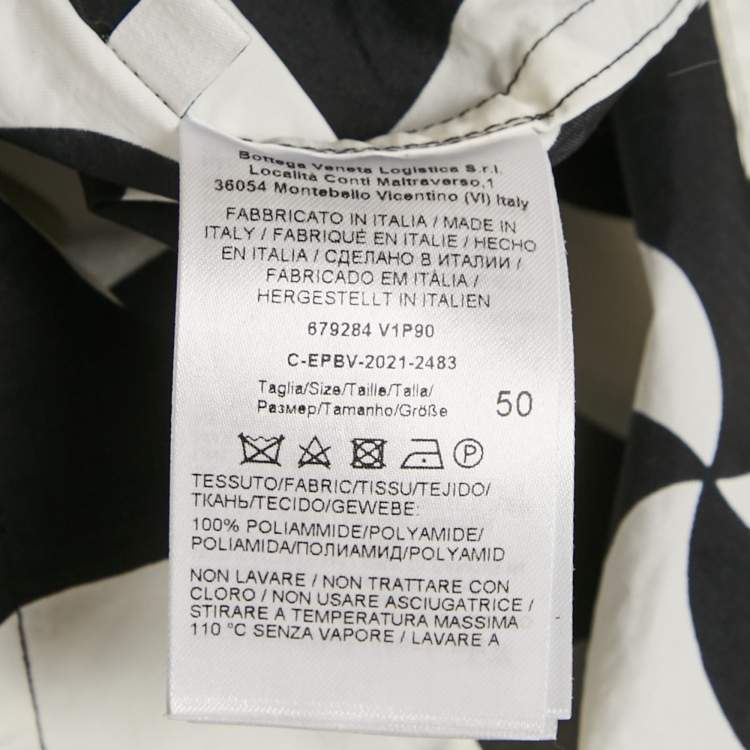 Bottega Veneta Logistica S.r.l.
Località Conti Maltraverso,1
36054 Montebello Vicentino (VI) Italy
FABBRICATO IN ITALIA / MADE IN
ITALY / FABRIQUÉ EN ITALIE / HECHO
EN ITALIA / СДЕЛАНО В ИТАЛИИ /
FABRICADO EM ITÁLIA /
HERGESTELLT IN ITALIEN
679284 V1P90
C-EPBV-2021-2483
Taglia/Size/Taille/Talla/
Размер/Tamanho/Größe 50
P
TESSUTO/FABRIC/TISSU/TEJIDO/
ТКАНЬ/TECIDO/GEWEBE:
100% POLIAMMIDE/POLYAMIDE/
POLIAMIDA/ПОЛИАМИД/POLYAMID
NON LAVARE / NON TRATTARE CON
CLORO / NON USARE ASCIUGATRICE /
STIRARE A TEMPERATURA MASSIMA
110 °C SENZA VAPORE / LAVARE A